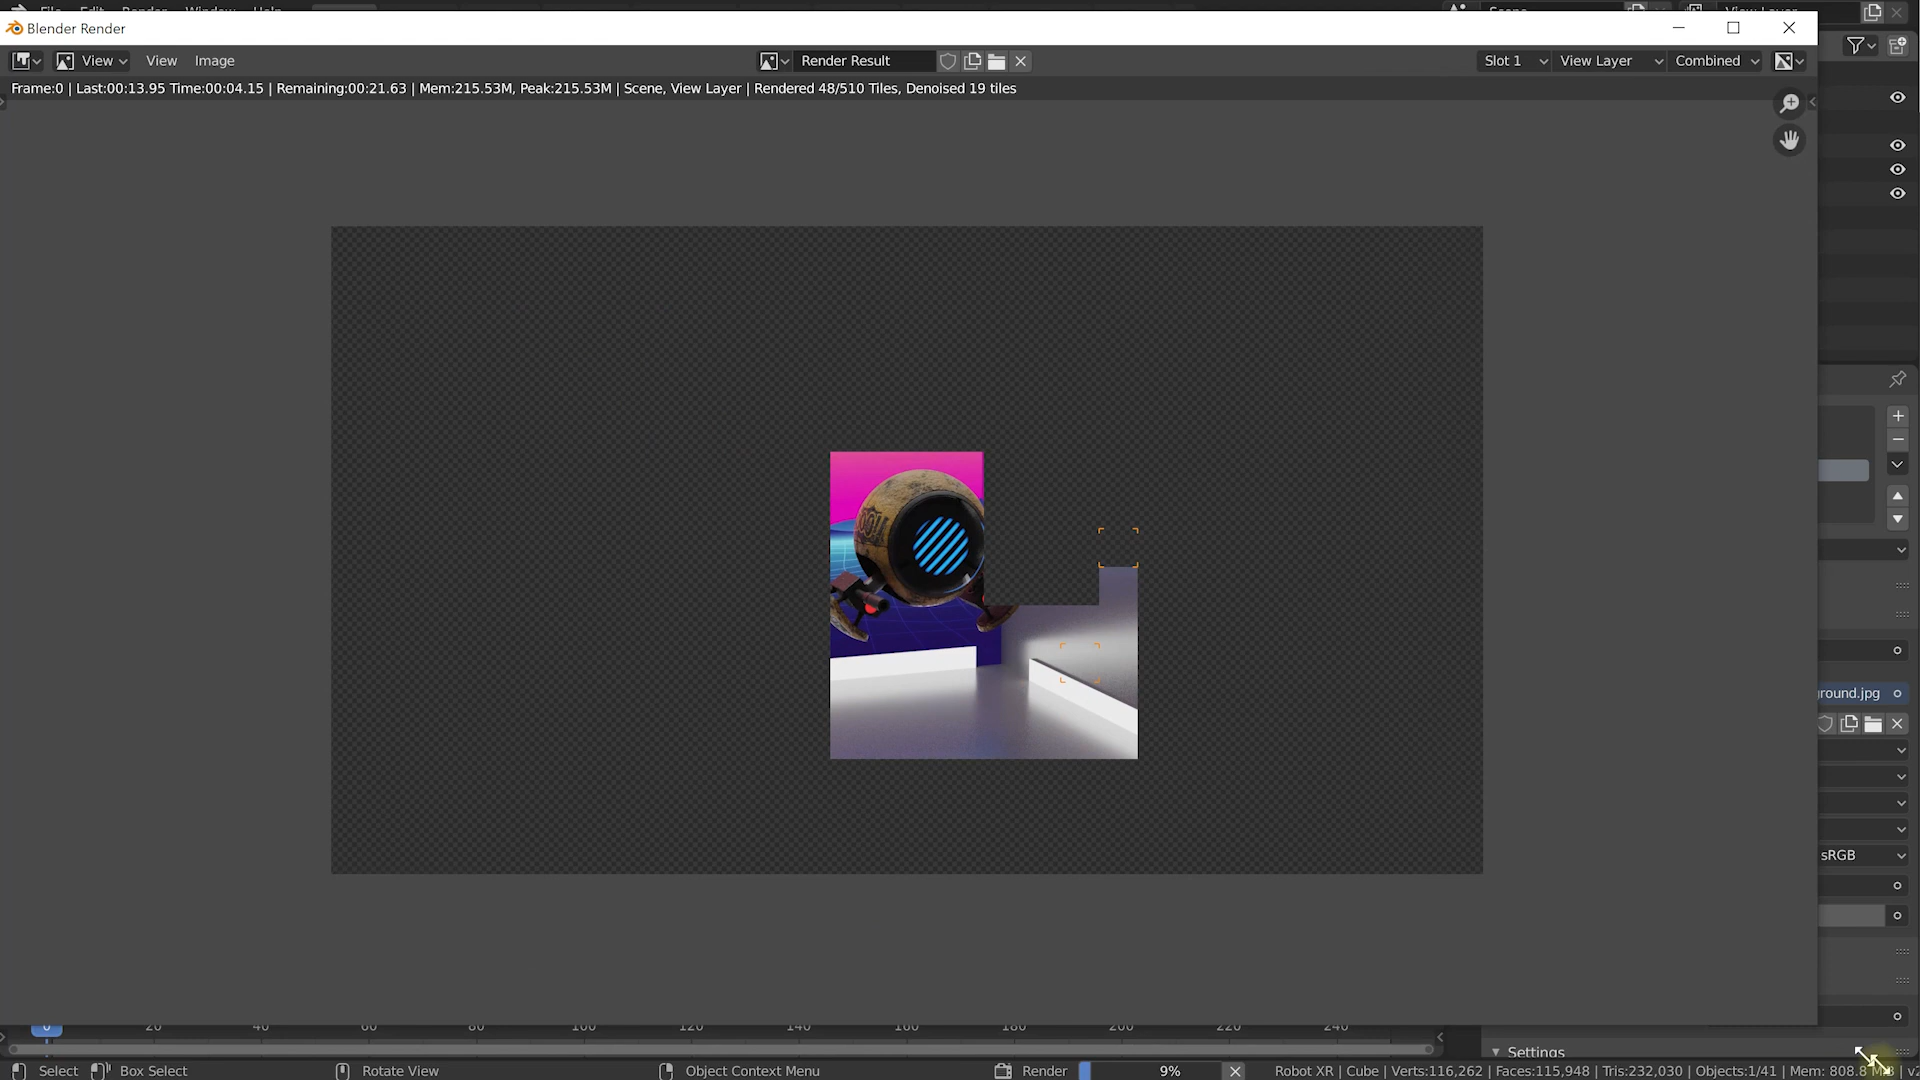 Blender Render
View View Image Render Result Slot 1 View Layer Combined
Frame:0 | Last:00:13.95 Time:00:04.15 | Remaining:00:21.63 | Mem:215.53M, Peak:215.53M | Scene, View Layer | Rendered 48/510 Tiles, Denoised 19 tiles
round.jpg
sRGB
0 20 40 60 80 100 120 140 160 180 200 220 240
Settings
Select Box Select Rotate View Object Context Menu Render 9% Robot XR | Cube | Verts:116,262 | Faces:115,948 | Tris:232,030 | Objects:1/41 | Mem: 808.8